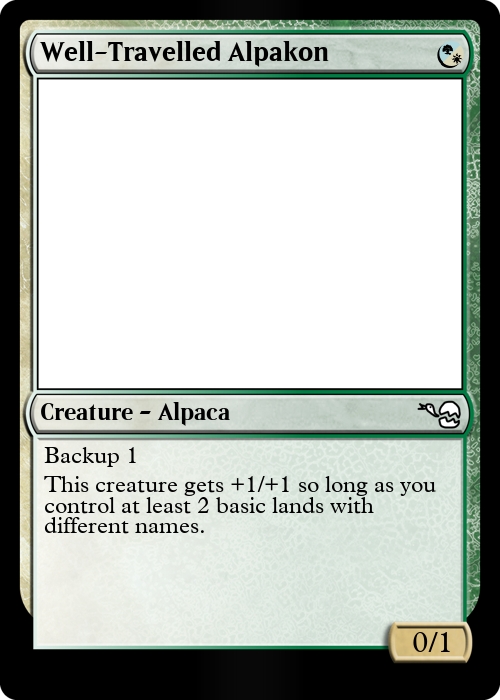 Well-Travelled Alpakon
Creature - Alpaca
Backup 1
This creature gets +1/+1 so long as you
control at least 2 basic lands with
different names.
0/1